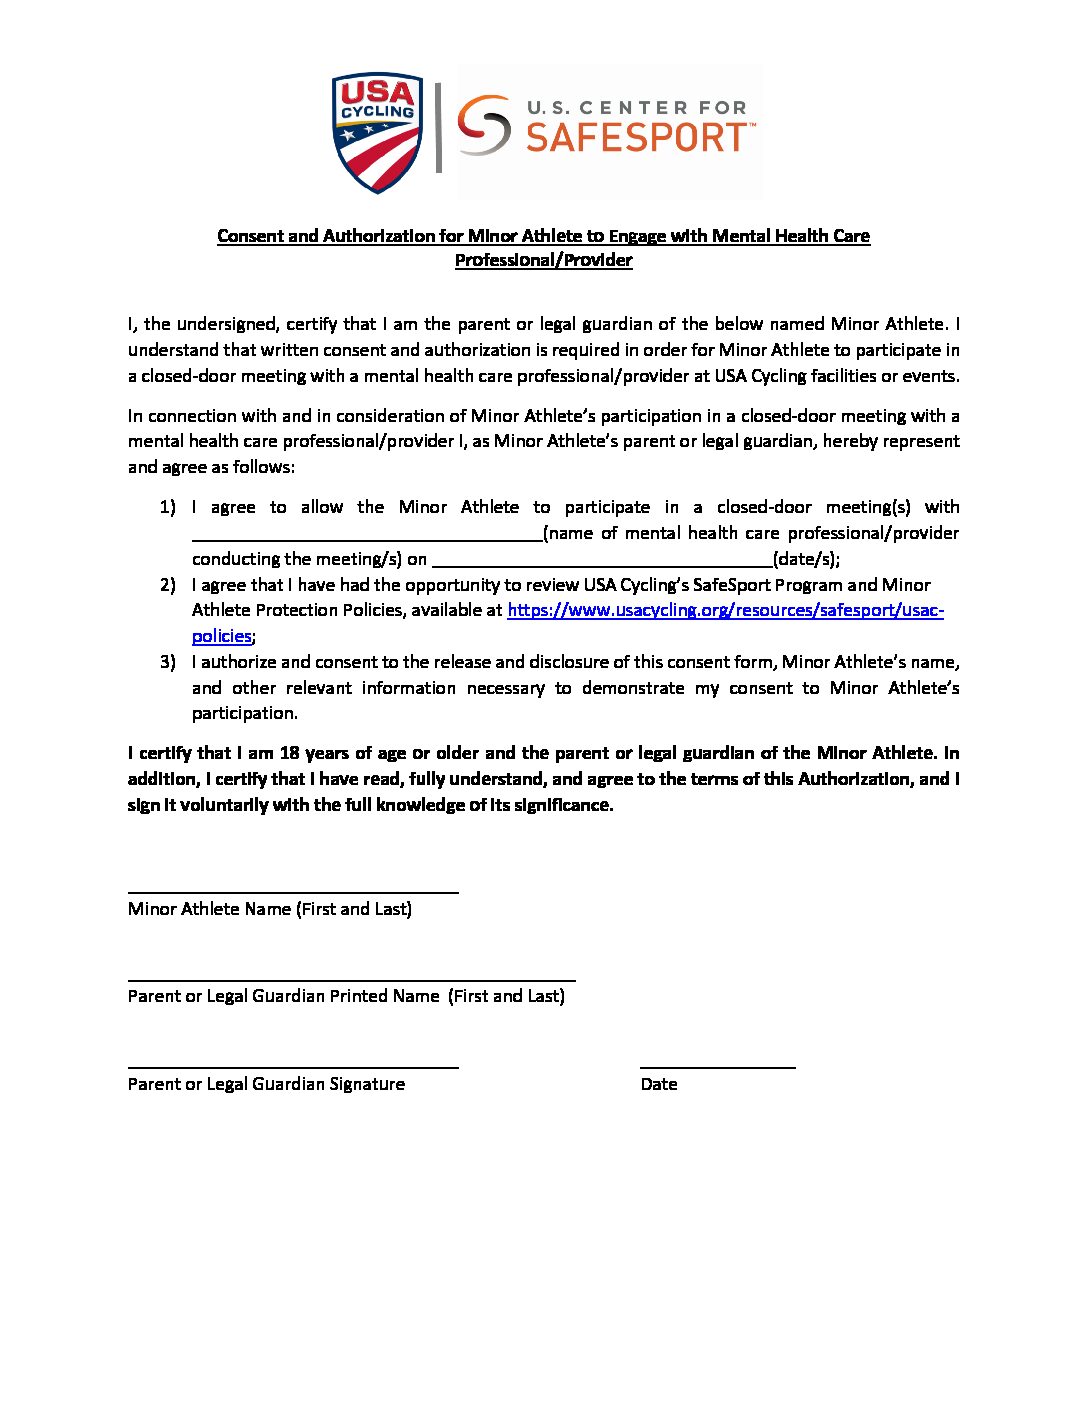 USA
CYCLING
U.S. CENTER FOR
SAFESPORT™
Consent and Authorization for Minor Athlete to Engage with Mental Health Care
Professional/Provider
I, the undersigned, certify that I am the parent or legal guardian of the below named Minor Athlete. I
understand that written consent and authorization is required in order for Minor Athlete to participate in
a closed-door meeting with a mental health care professional/provider at USA Cycling facilities or events.
In connection with and in consideration of Minor Athlete's participation in a closed-door meeting with a
mental health care professional/provider I, as Minor Athlete's parent or legal guardian, hereby represent
and agree as follows:
1) I agree to allow the Minor Athlete to participate in a closed-door meeting(s) with
___________________________________(name of mental health care professional/provider
conducting the meeting/s) on __________________________________(date/s);
2) I agree that I have had the opportunity to review USA Cycling's SafeSport Program and Minor
Athlete Protection Policies, available at https://www.usacycling.org/resources/safesport/usac-
policies;
3) I authorize and consent to the release and disclosure of this consent form, Minor Athlete's name,
and other relevant information necessary to demonstrate my consent to Minor Athlete's
participation.
I certify that I am 18 years of age or older and the parent or legal guardian of the Minor Athlete. In
addition, I certify that I have read, fully understand, and agree to the terms of this Authorization, and I
sign it voluntarily with the full knowledge of its significance.
Minor Athlete Name (First and Last)
Parent or Legal Guardian Printed Name (First and Last)
Parent or Legal Guardian Signature Date